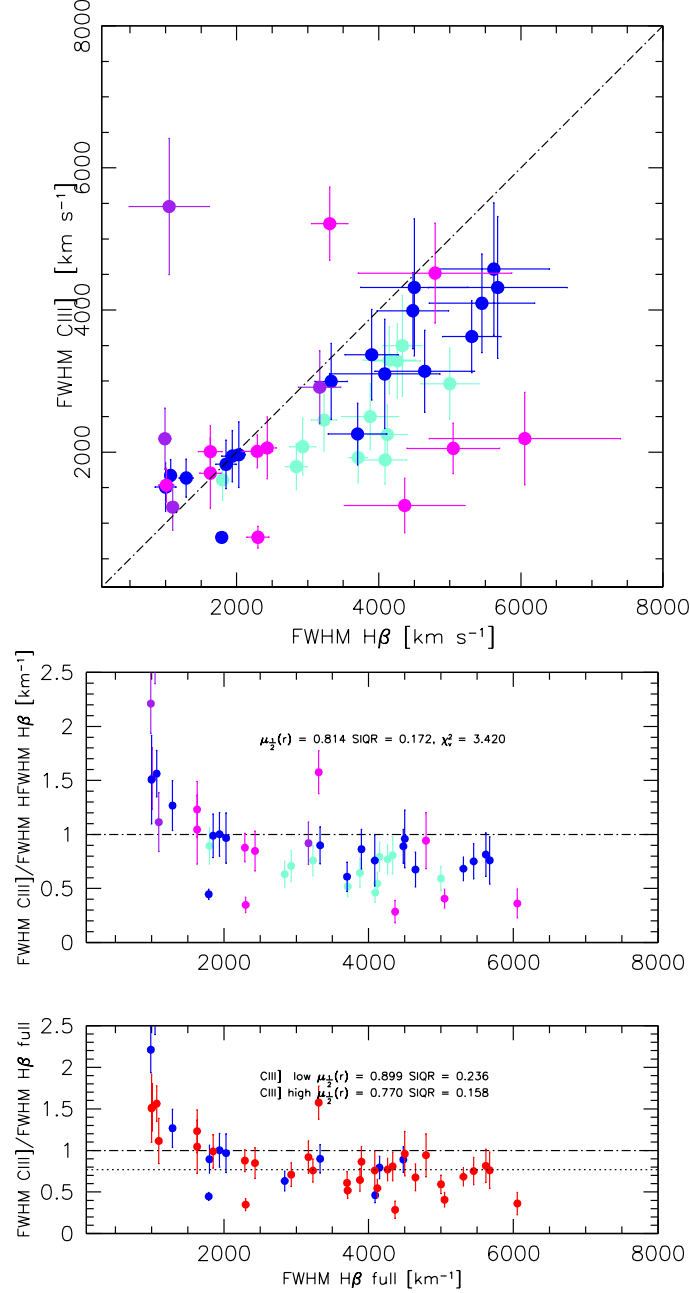 8000
6000
4000
2000
FWHM CIII] [km s⁻¹]
2000 4000 6000 8000
FWHM Hβ [km s⁻¹]
2.5
2
1.5
1
0.5
0
FWHM CIII]/FWHM HFWHM Hβ [km⁻¹]
μ½(r) = 0.814 SIQR = 0.172, χ²ᵥ = 3.420
2000 4000 6000 8000
2.5
2
1.5
1
0.5
0
FWHM CIII]/FWHM Hβ full
CIII] low μ½(r) = 0.899 SIQR = 0.236
CIII] high μ½(r) = 0.770 SIQR = 0.158
2000 4000 6000 8000
FWHM Hβ full [km⁻¹]